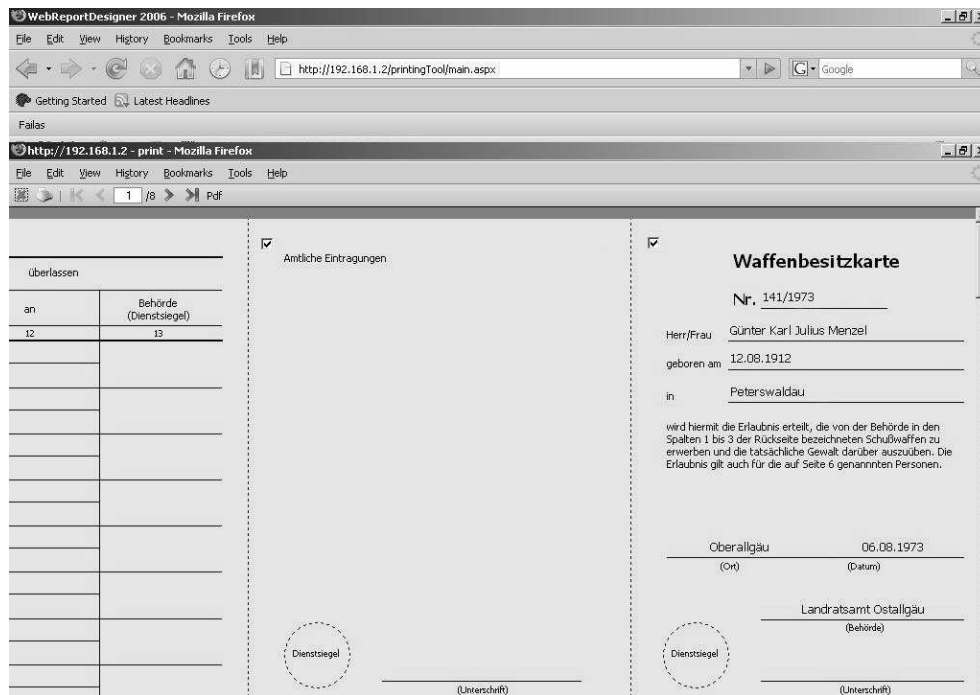 WebReportDesigner 2006 - Mozilla Firefox
File Edit View History Bookmarks Tools Help
http://192.168.1.2/printingTool/main.aspx
G Google
Getting Started Latest Headlines
Failas
http://192.168.1.2 - print - Mozilla Firefox
File Edit View History Bookmarks Tools Help
1 /8 Pdf
überlassen
an Behörde
(Dienstsiegel)
12 13
Amtliche Eintragungen
Dienstsiegel
(Unterschrift)
Waffenbesitzkarte
Nr. 141/1973
Herr/Frau Günter Karl Julius Menzel
geboren am 12.08.1912
in Peterswaldau
wird hiermit die Erlaubnis erteilt, die von der Behörde in den
Spalten 1 bis 3 der Rückseite bezeichneten Schußwaffen zu
erwerben und die tatsächliche Gewalt darüber auszuüben. Die
Erlaubnis gilt auch für die auf Seite 6 genannnten Personen.
Oberallgäu 06.08.1973
(Ort) (Datum)
Landratsamt Ostallgäu
(Behörde)
Dienstsiegel
(Unterschrift)